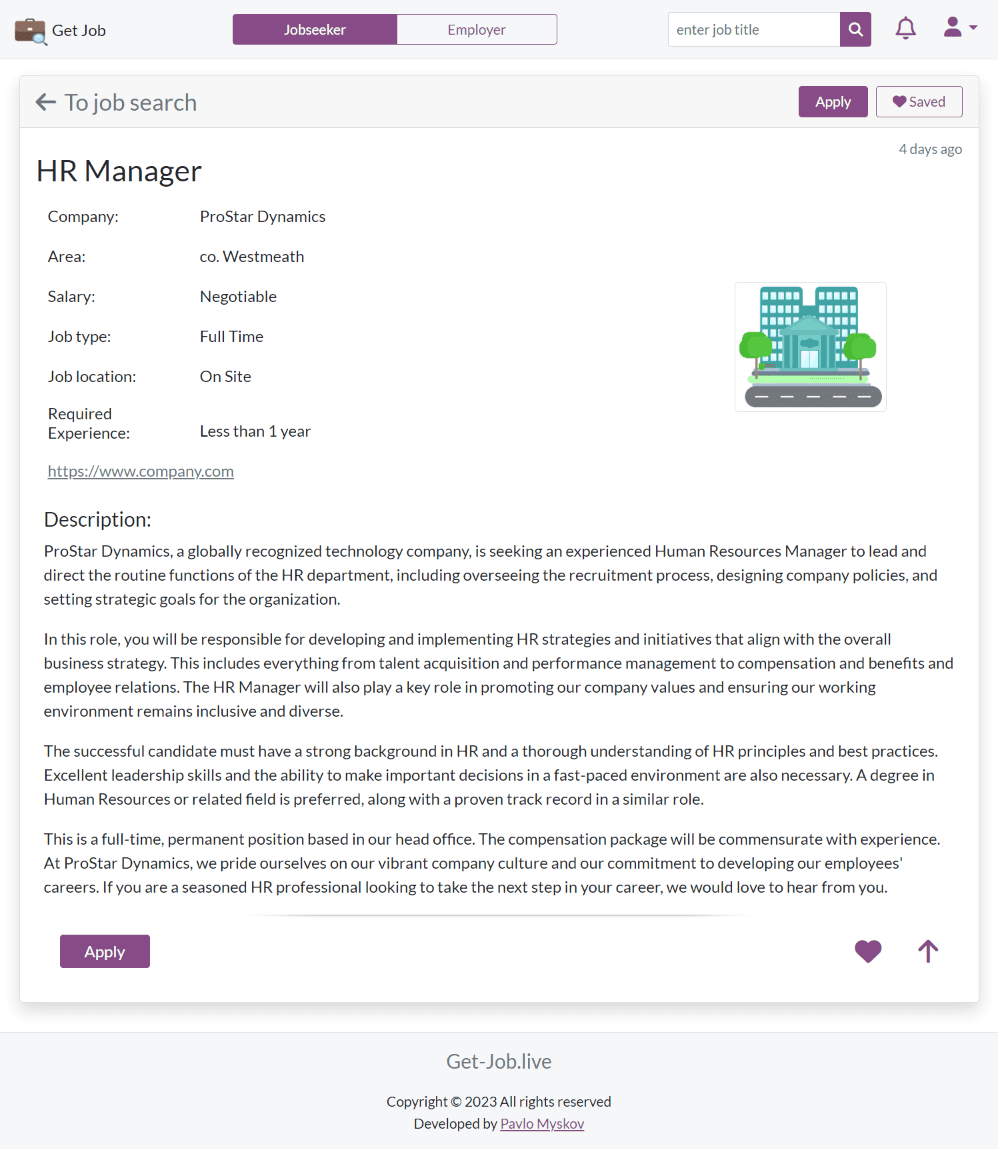 Get Job
Jobseeker
Employer
enter job title
To job search
Apply
Saved
4 days ago
HR Manager
Company: ProStar Dynamics
Area: co. Westmeath
Salary: Negotiable
Job type: Full Time
Job location: On Site
Required
Experience: Less than 1 year
https://www.company.com
Description:
ProStar Dynamics, a globally recognized technology company, is seeking an experienced Human Resources Manager to lead and
direct the routine functions of the HR department, including overseeing the recruitment process, designing company policies, and
setting strategic goals for the organization.
In this role, you will be responsible for developing and implementing HR strategies and initiatives that align with the overall
business strategy. This includes everything from talent acquisition and performance management to compensation and benefits and
employee relations. The HR Manager will also play a key role in promoting our company values and ensuring our working
environment remains inclusive and diverse.
The successful candidate must have a strong background in HR and a thorough understanding of HR principles and best practices.
Excellent leadership skills and the ability to make important decisions in a fast-paced environment are also necessary. A degree in
Human Resources or related field is preferred, along with a proven track record in a similar role.
This is a full-time, permanent position based in our head office. The compensation package will be commensurate with experience.
At ProStar Dynamics, we pride ourselves on our vibrant company culture and our commitment to developing our employees'
careers. If you are a seasoned HR professional looking to take the next step in your career, we would love to hear from you.
Apply
Get-Job.live
Copyright © 2023 All rights reserved
Developed by Pavlo Myskov